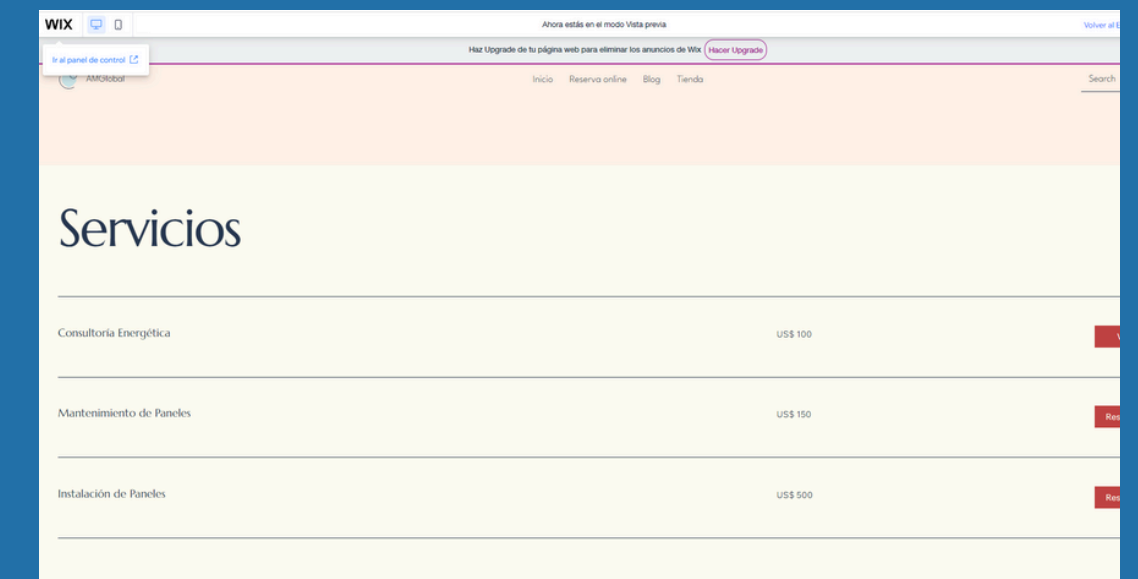 WIX
Ahora estás en el modo Vista previa
Volver al E
Haz Upgrade de tu página web para eliminar los anuncios de Wix Hacer Upgrade
Ir al panel de control
AMGlobal
Inicio Reserva online Blog Tienda
Search
Servicios
Consultoría Energética US$ 100 V
Mantenimiento de Paneles US$ 150 Res
Instalación de Paneles US$ 500 Res